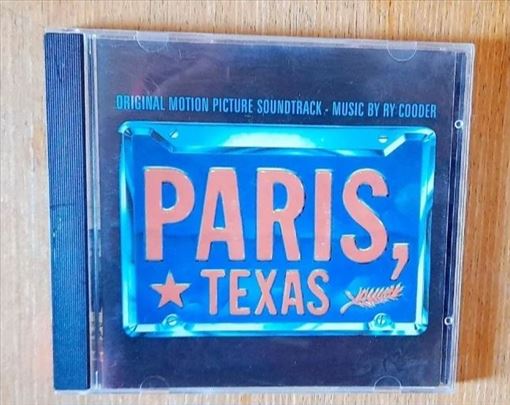 ORIGINAL MOTION PICTURE SOUNDTRACK - MUSIC BY RY COODER
PARIS,
TEXAS